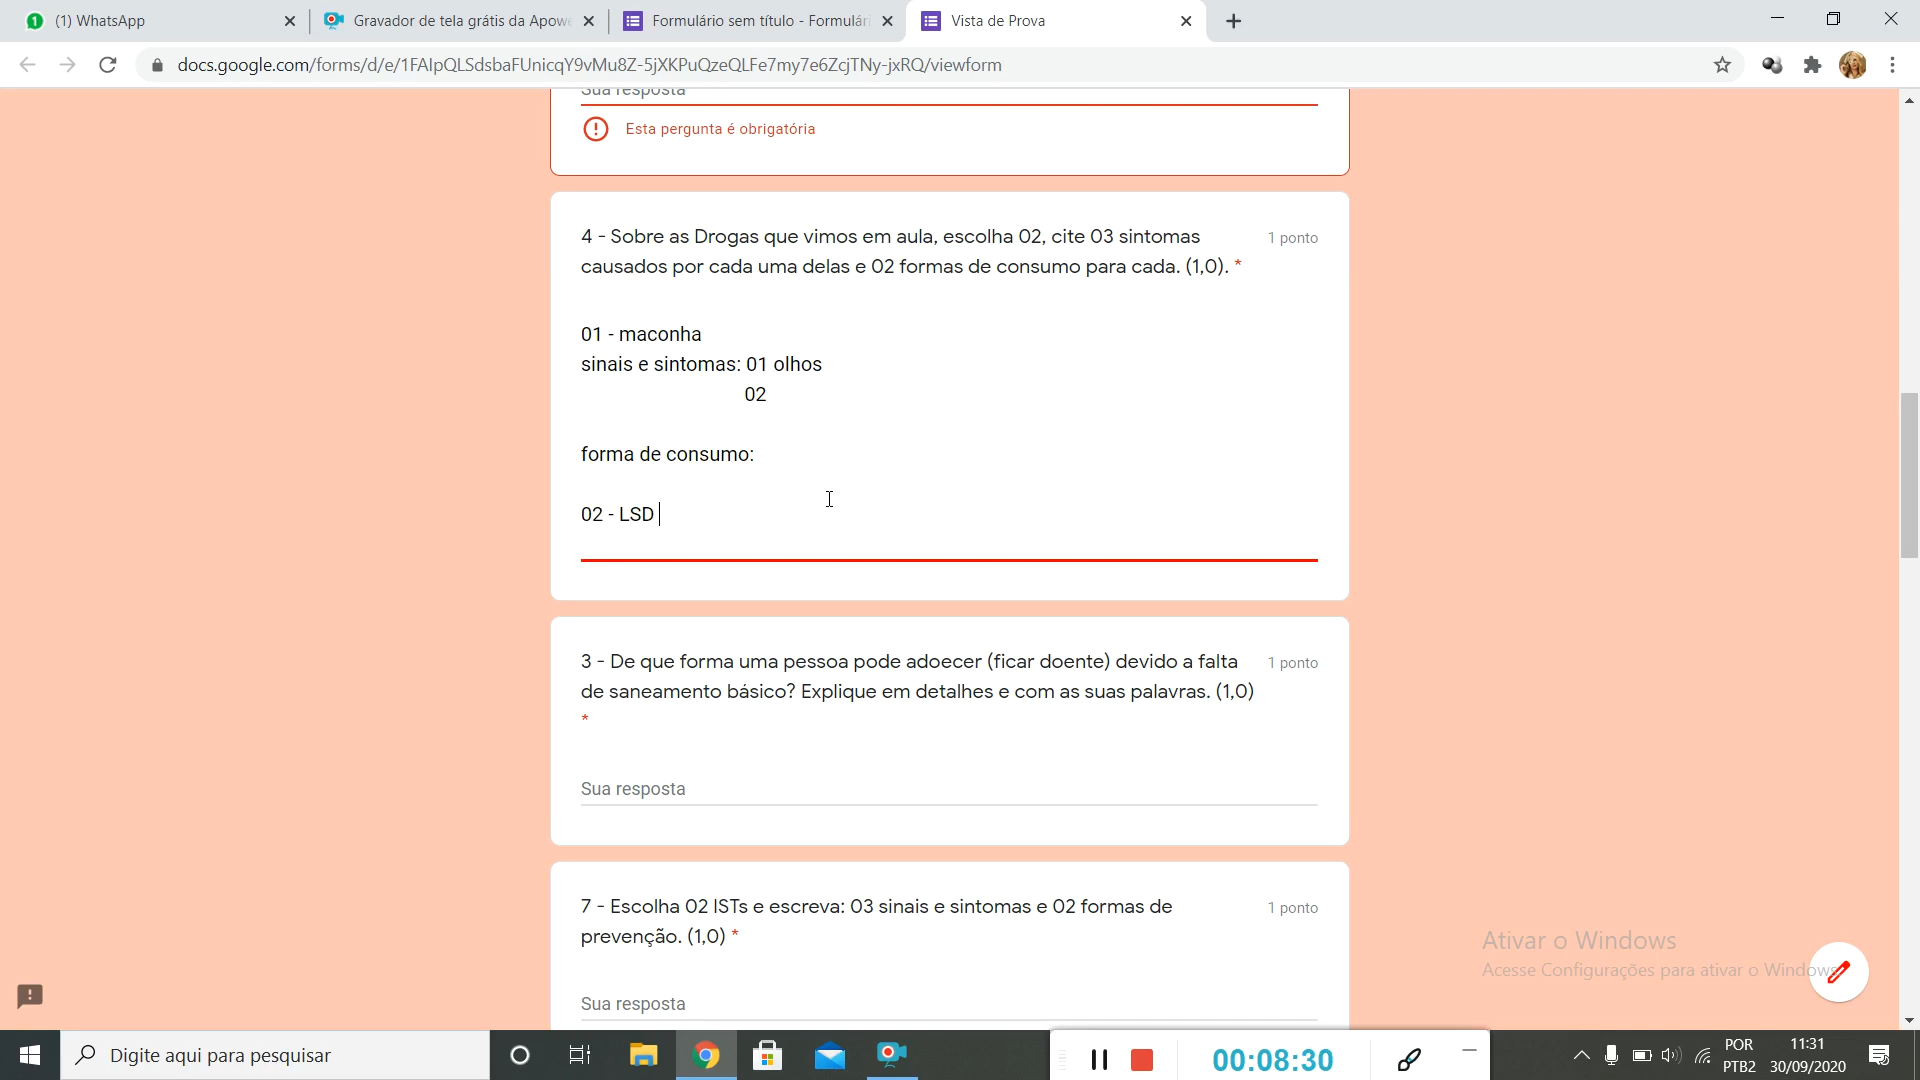 (1) WhatsApp
Gravador de tela grátis da Apowe
Formulário sem título - Formulári
Vista de Prova
docs.google.com/forms/d/e/1FAIpQLSdsbaFUnicqY9vMu8Z-5jXKPuQzeQLFe7my7e6ZcjTNy-jxRQ/viewform
Sua resposta
Esta pergunta é obrigatória
4 - Sobre as Drogas que vimos em aula, escolha 02, cite 03 sintomas
causados por cada uma delas e 02 formas de consumo para cada. (1,0). *
1 ponto
01 - maconha
sinais e sintomas: 01 olhos
02
forma de consumo:
02 - LSD
3 - De que forma uma pessoa pode adoecer (ficar doente) devido a falta
de saneamento básico? Explique em detalhes e com as suas palavras. (1,0)
*
1 ponto
Sua resposta
7 - Escolha 02 ISTs e escreva: 03 sinais e sintomas e 02 formas de
prevenção. (1,0) *
1 ponto
Sua resposta
Ativar o Windows
Acesse Configurações para ativar o Windows
Digite aqui para pesquisar
00:08:30
POR
PTB2
11:31
30/09/2020